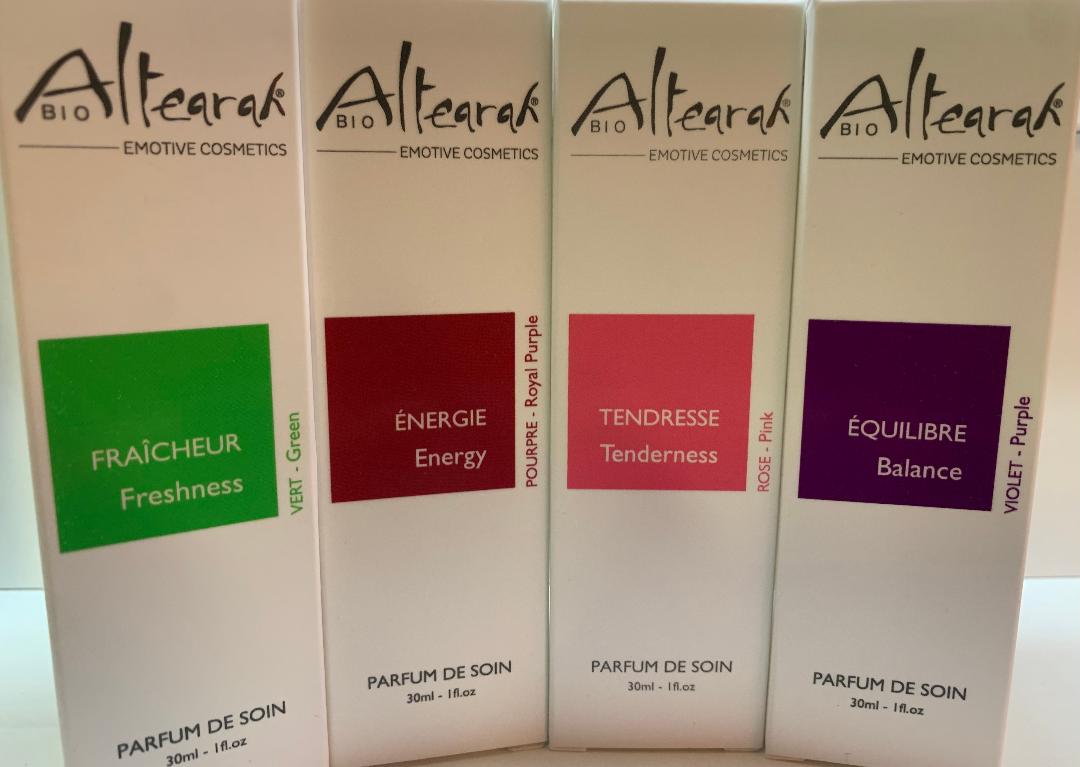 Altearah®
BIO
EMOTIVE COSMETICS
FRAÎCHEUR
Freshness
VERT - Green
PARFUM DE SOIN
30ml - 1fl.oz
Altearah®
BIO
EMOTIVE COSMETICS
ÉNERGIE
Energy
POURPRE - Royal Purple
PARFUM DE SOIN
30ml - 1fl.oz
Altearah®
BIO
EMOTIVE COSMETICS
TENDRESSE
Tenderness
ROSE - Pink
PARFUM DE SOIN
30ml - 1fl.oz
Altearah®
BIO
EMOTIVE COSMETICS
ÉQUILIBRE
Balance
VIOLET - Purple
PARFUM DE SOIN
30ml - 1fl.oz